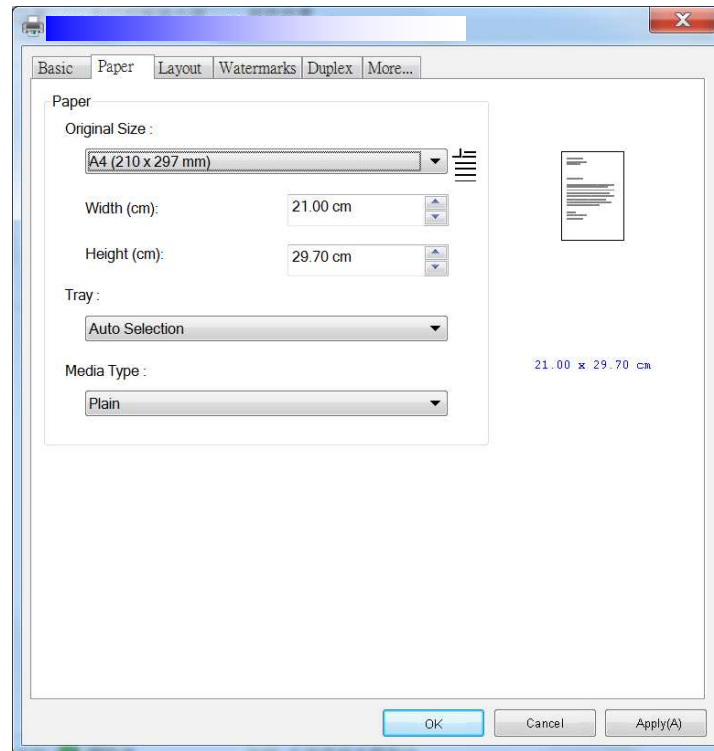 Basic Paper Layout Watermarks Duplex More...
Paper
Original Size :
A4 (210 x 297 mm)
Width (cm): 21.00 cm
Height (cm): 29.70 cm
Tray :
Auto Selection
Media Type :
Plain
21.00 x 29.70 cm
OK Cancel Apply(A)